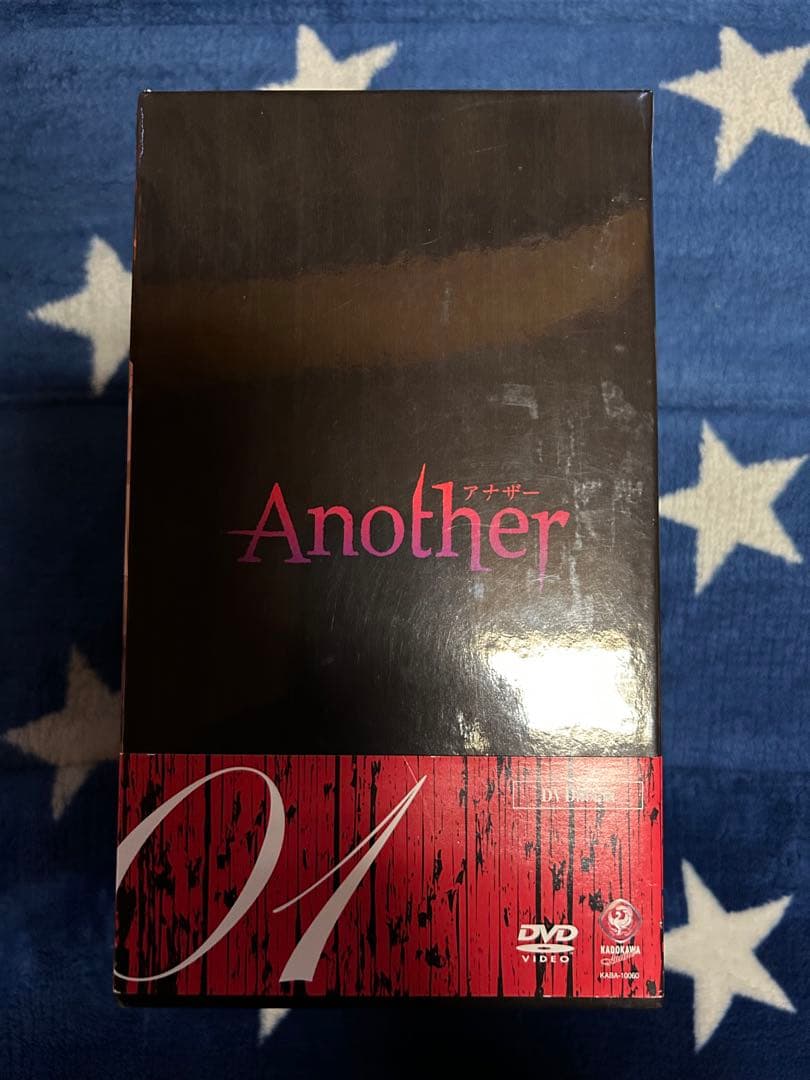 アナザー
Another
01
DVD
VIDEO
KADOKAWA
KABA-10060